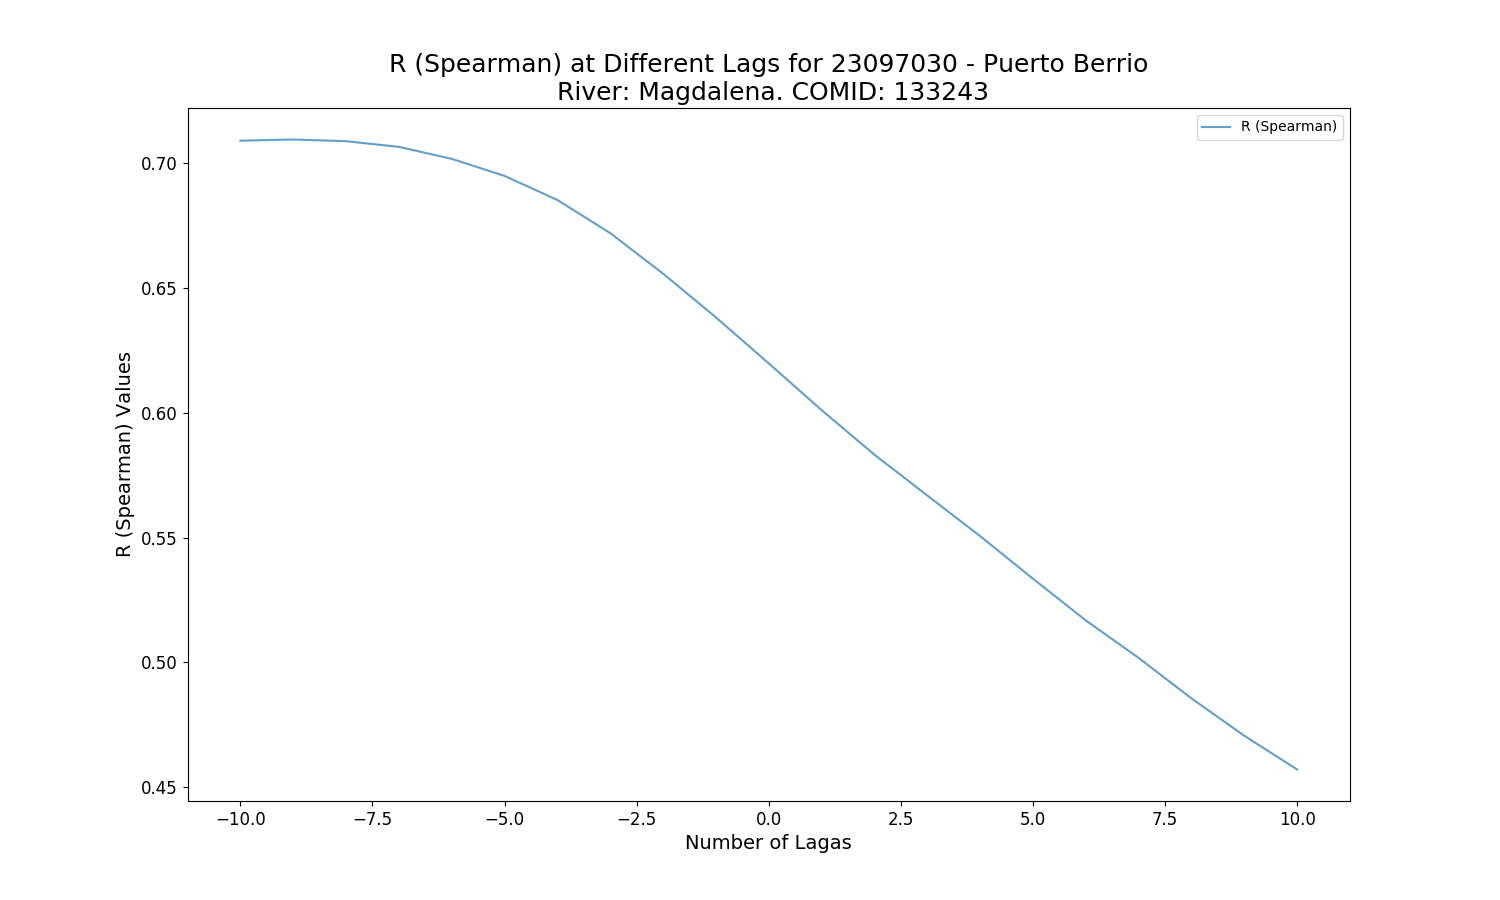 R (Spearman) at Different Lags for 23097030 - Puerto Berrio
River: Magdalena. COMID: 133243
R (Spearman)
0.70
0.65
0.60
0.55
0.50
0.45
R (Spearman) Values
−10.0 −7.5 −5.0 −2.5 0.0 2.5 5.0 7.5 10.0
Number of Lagas